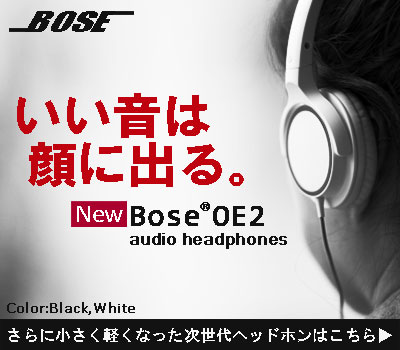 BOSE
いい音は
顔に出る。
New Bose®OE2
audio headphones
Color:Black,White
さらに小さく軽くなった次世代ヘッドホンはこちら▶